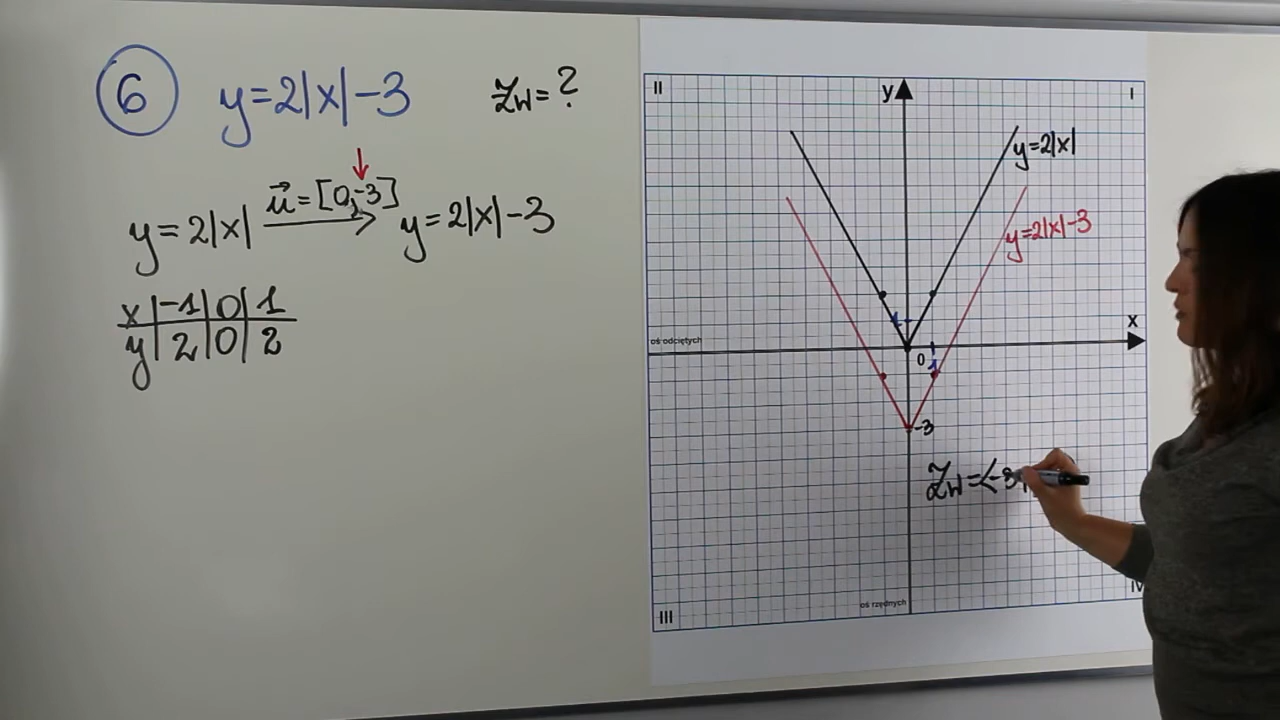 6 y=2|x|-3 Zw=?
y=2|x| u=[0,-3] y=2|x|-3
x|-1|0|1
y|2|0|2
II y I
y=2|x|
y=2|x|-3
1
x
oś odciętych
0 1
-3
Zw=<-3,
oś rzędnych
III IV